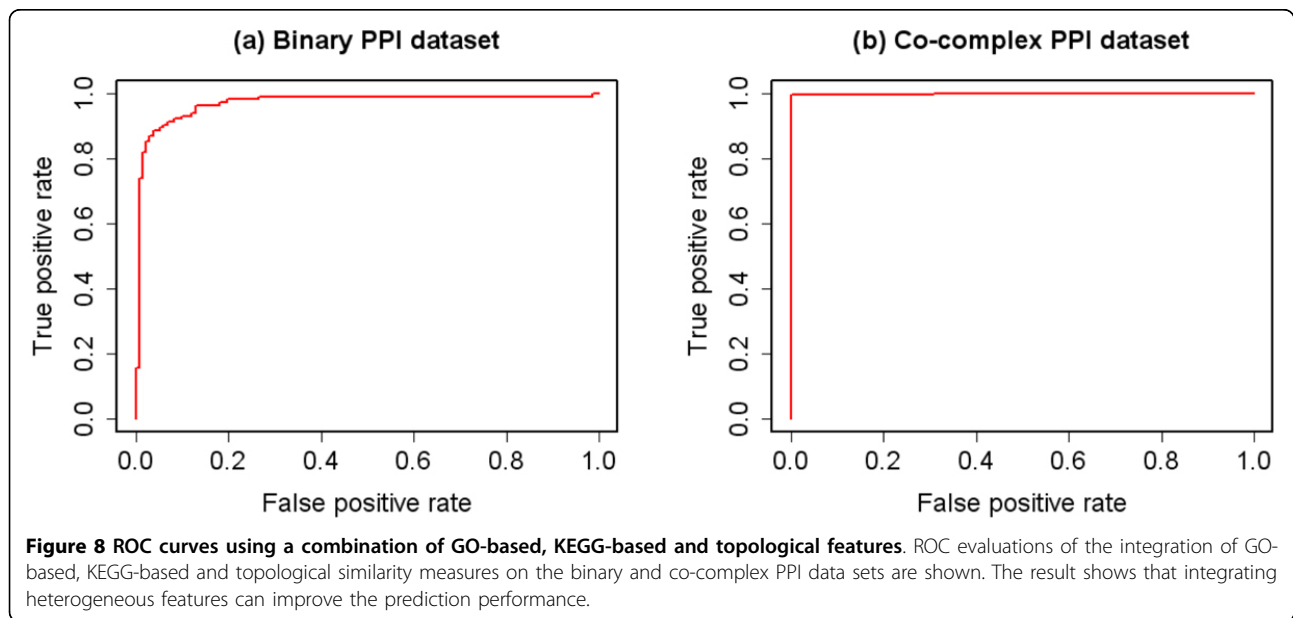 (a) Binary PPI dataset
True positive rate
1.0
0.8
0.6
0.4
0.2
0.0
0.0 0.2 0.4 0.6 0.8 1.0
False positive rate
(b) Co-complex PPI dataset
True positive rate
1.0
0.8
0.6
0.4
0.2
0.0
0.0 0.2 0.4 0.6 0.8 1.0
False positive rate
Figure 8 ROC curves using a combination of GO-based, KEGG-based and topological features. ROC evaluations of the integration of GO-
based, KEGG-based and topological similarity measures on the binary and co-complex PPI data sets are shown. The result shows that integrating
heterogeneous features can improve the prediction performance.